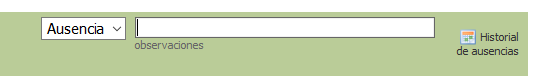 Ausencia
observaciones
Historial
de ausencias